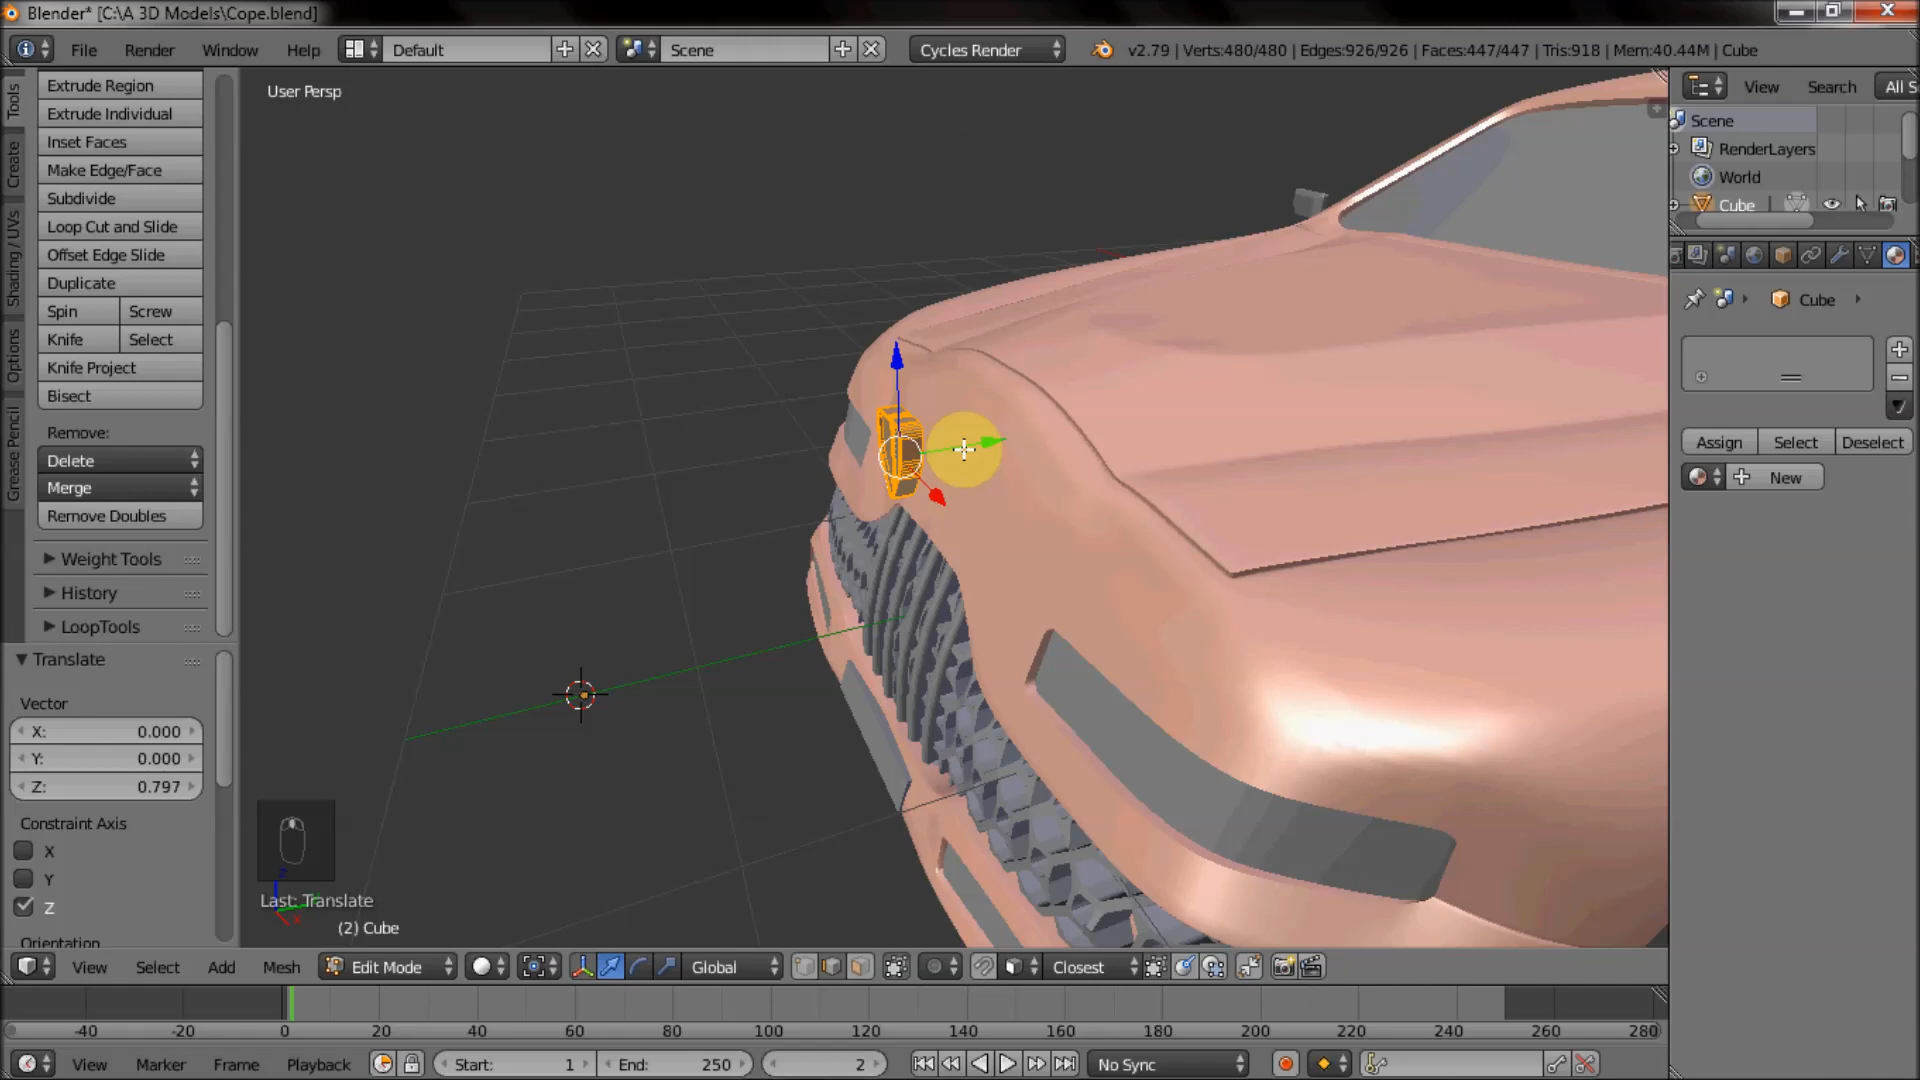 Blender* [C:\A 3D Models\Cope.blend]
File Render Window Help Default Scene Cycles Render v2.79 | Verts:480/480 | Edges:926/926 | Faces:447/447 | Tris:918 | Mem:40.44M | Cube
Tools
Create
Shading / UVs
Options
Grease Pencil
Extrude Region
Extrude Individual
Inset Faces
Make Edge/Face
Subdivide
Loop Cut and Slide
Offset Edge Slide
Duplicate
Spin Screw
Knife Select
Knife Project
Bisect
Remove:
Delete
Merge
Remove Doubles
Weight Tools
History
LoopTools
Translate
Vector
X: 0.000
Y: 0.000
Z: 0.797
Constraint Axis
X
Y
Z
Orientation
User Persp
Last: Translate
(2) Cube
View Search All S
Scene
RenderLayers
World
Cube
Cube
Assign Select Deselect
New
View Select Add Mesh Edit Mode Global Closest
-40 -20 0 20 40 60 80 100 120 140 160 180 200 220 240 260 280
View Marker Frame Playback Start: 1 End: 250 2 No Sync